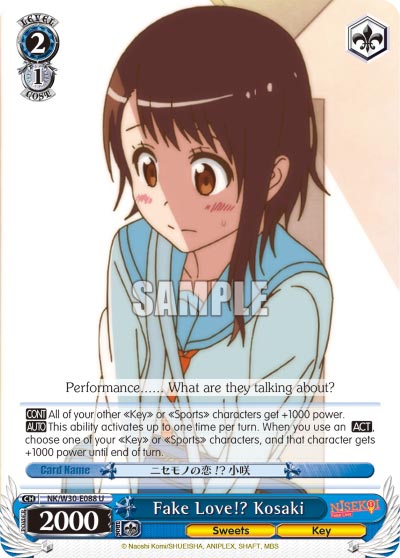 LEVEL
2
1
COST
SAMPLE
Performance...... What are they talking about?
CONT All of your other «Key» or «Sports» characters get +1000 power.
AUTO This ability activates up to one time per turn. When you use an ACT,
choose one of your «Key» or «Sports» characters, and that character gets
+1000 power until end of turn.
Card Name
ニセモノの恋!? 小咲
CH NK/W30-E088 U
Fake Love!? Kosaki
NISEKOI
POWER
2000
SOUL
Sweets
Key
©Naoshi Komi/SHUEISHA, ANIPLEX, SHAFT, MBS